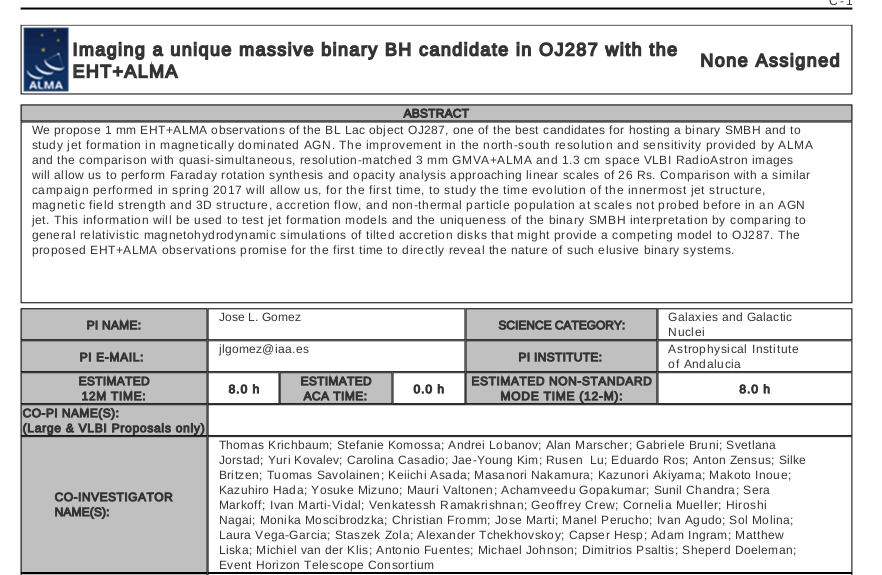 C - 1
Imaging a unique massive binary BH candidate in OJ287 with the
EHT+ALMA
None Assigned
ALMA
ABSTRACT
We propose 1 mm EHT+ALMA observations of the BL Lac object OJ287, one of the best candidates for hosting a binary SMBH and to
study jet formation in magnetically dominated AGN. The improvement in the north-south resolution and sensitivity provided by ALMA
and the comparison with quasi-simultaneous, resolution-matched 3 mm GMVA+ALMA and 1.3 cm space VLBI RadioAstron images
will allow us to perform Faraday rotation synthesis and opacity analysis approaching linear scales of 26 Rs. Comparison with a similar
campaign performed in spring 2017 will allow us, for the first time, to study the time evolution of the innermost jet structure,
magnetic field strength and 3D structure, accretion flow, and non-thermal particle population at scales not probed before in an AGN
jet. This information will be used to test jet formation models and the uniqueness of the binary SMBH interpretation by comparing to
general relativistic magnetohydrodynamic simulations of tilted accretion disks that might provide a competing model to OJ287. The
proposed EHT+ALMA observations promise for the first time to directly reveal the nature of such elusive binary systems.
PI NAME:
Jose L. Gomez
SCIENCE CATEGORY:
Galaxies and Galactic
Nuclei
PI E-MAIL:
jlgomez@iaa.es
PI INSTITUTE:
Astrophysical Institute
of Andalucia
ESTIMATED
12M TIME:
8.0 h
ESTIMATED
ACA TIME:
0.0 h
ESTIMATED NON-STANDARD
MODE TIME (12-M):
8.0 h
CO-PI NAME(S):
(Large & VLBI Proposals only)
CO-INVESTIGATOR
NAME(S):
Thomas Krichbaum; Stefanie Komossa; Andrei Lobanov; Alan Marscher; Gabriele Bruni; Svetlana
Jorstad; Yuri Kovalev; Carolina Casadio; Jae-Young Kim; Rusen Lu; Eduardo Ros; Anton Zensus; Silke
Britzen; Tuomas Savolainen; Keiichi Asada; Masanori Nakamura; Kazunori Akiyama; Makoto Inoue;
Kazuhiro Hada; Yosuke Mizuno; Mauri Valtonen; Achamveedu Gopakumar; Sunil Chandra; Sera
Markoff; Ivan Marti-Vidal; Venkatessh Ramakrishnan; Geoffrey Crew; Cornelia Mueller; Hiroshi
Nagai; Monika Moscibrodzka; Christian Fromm; Jose Marti; Manel Perucho; Ivan Agudo; Sol Molina;
Laura Vega-Garcia; Staszek Zola; Alexander Tchekhovskoy; Capser Hesp; Adam Ingram; Matthew
Liska; Michiel van der Klis; Antonio Fuentes; Michael Johnson; Dimitrios Psaltis; Sheperd Doeleman;
Event Horizon Telescope Consortium